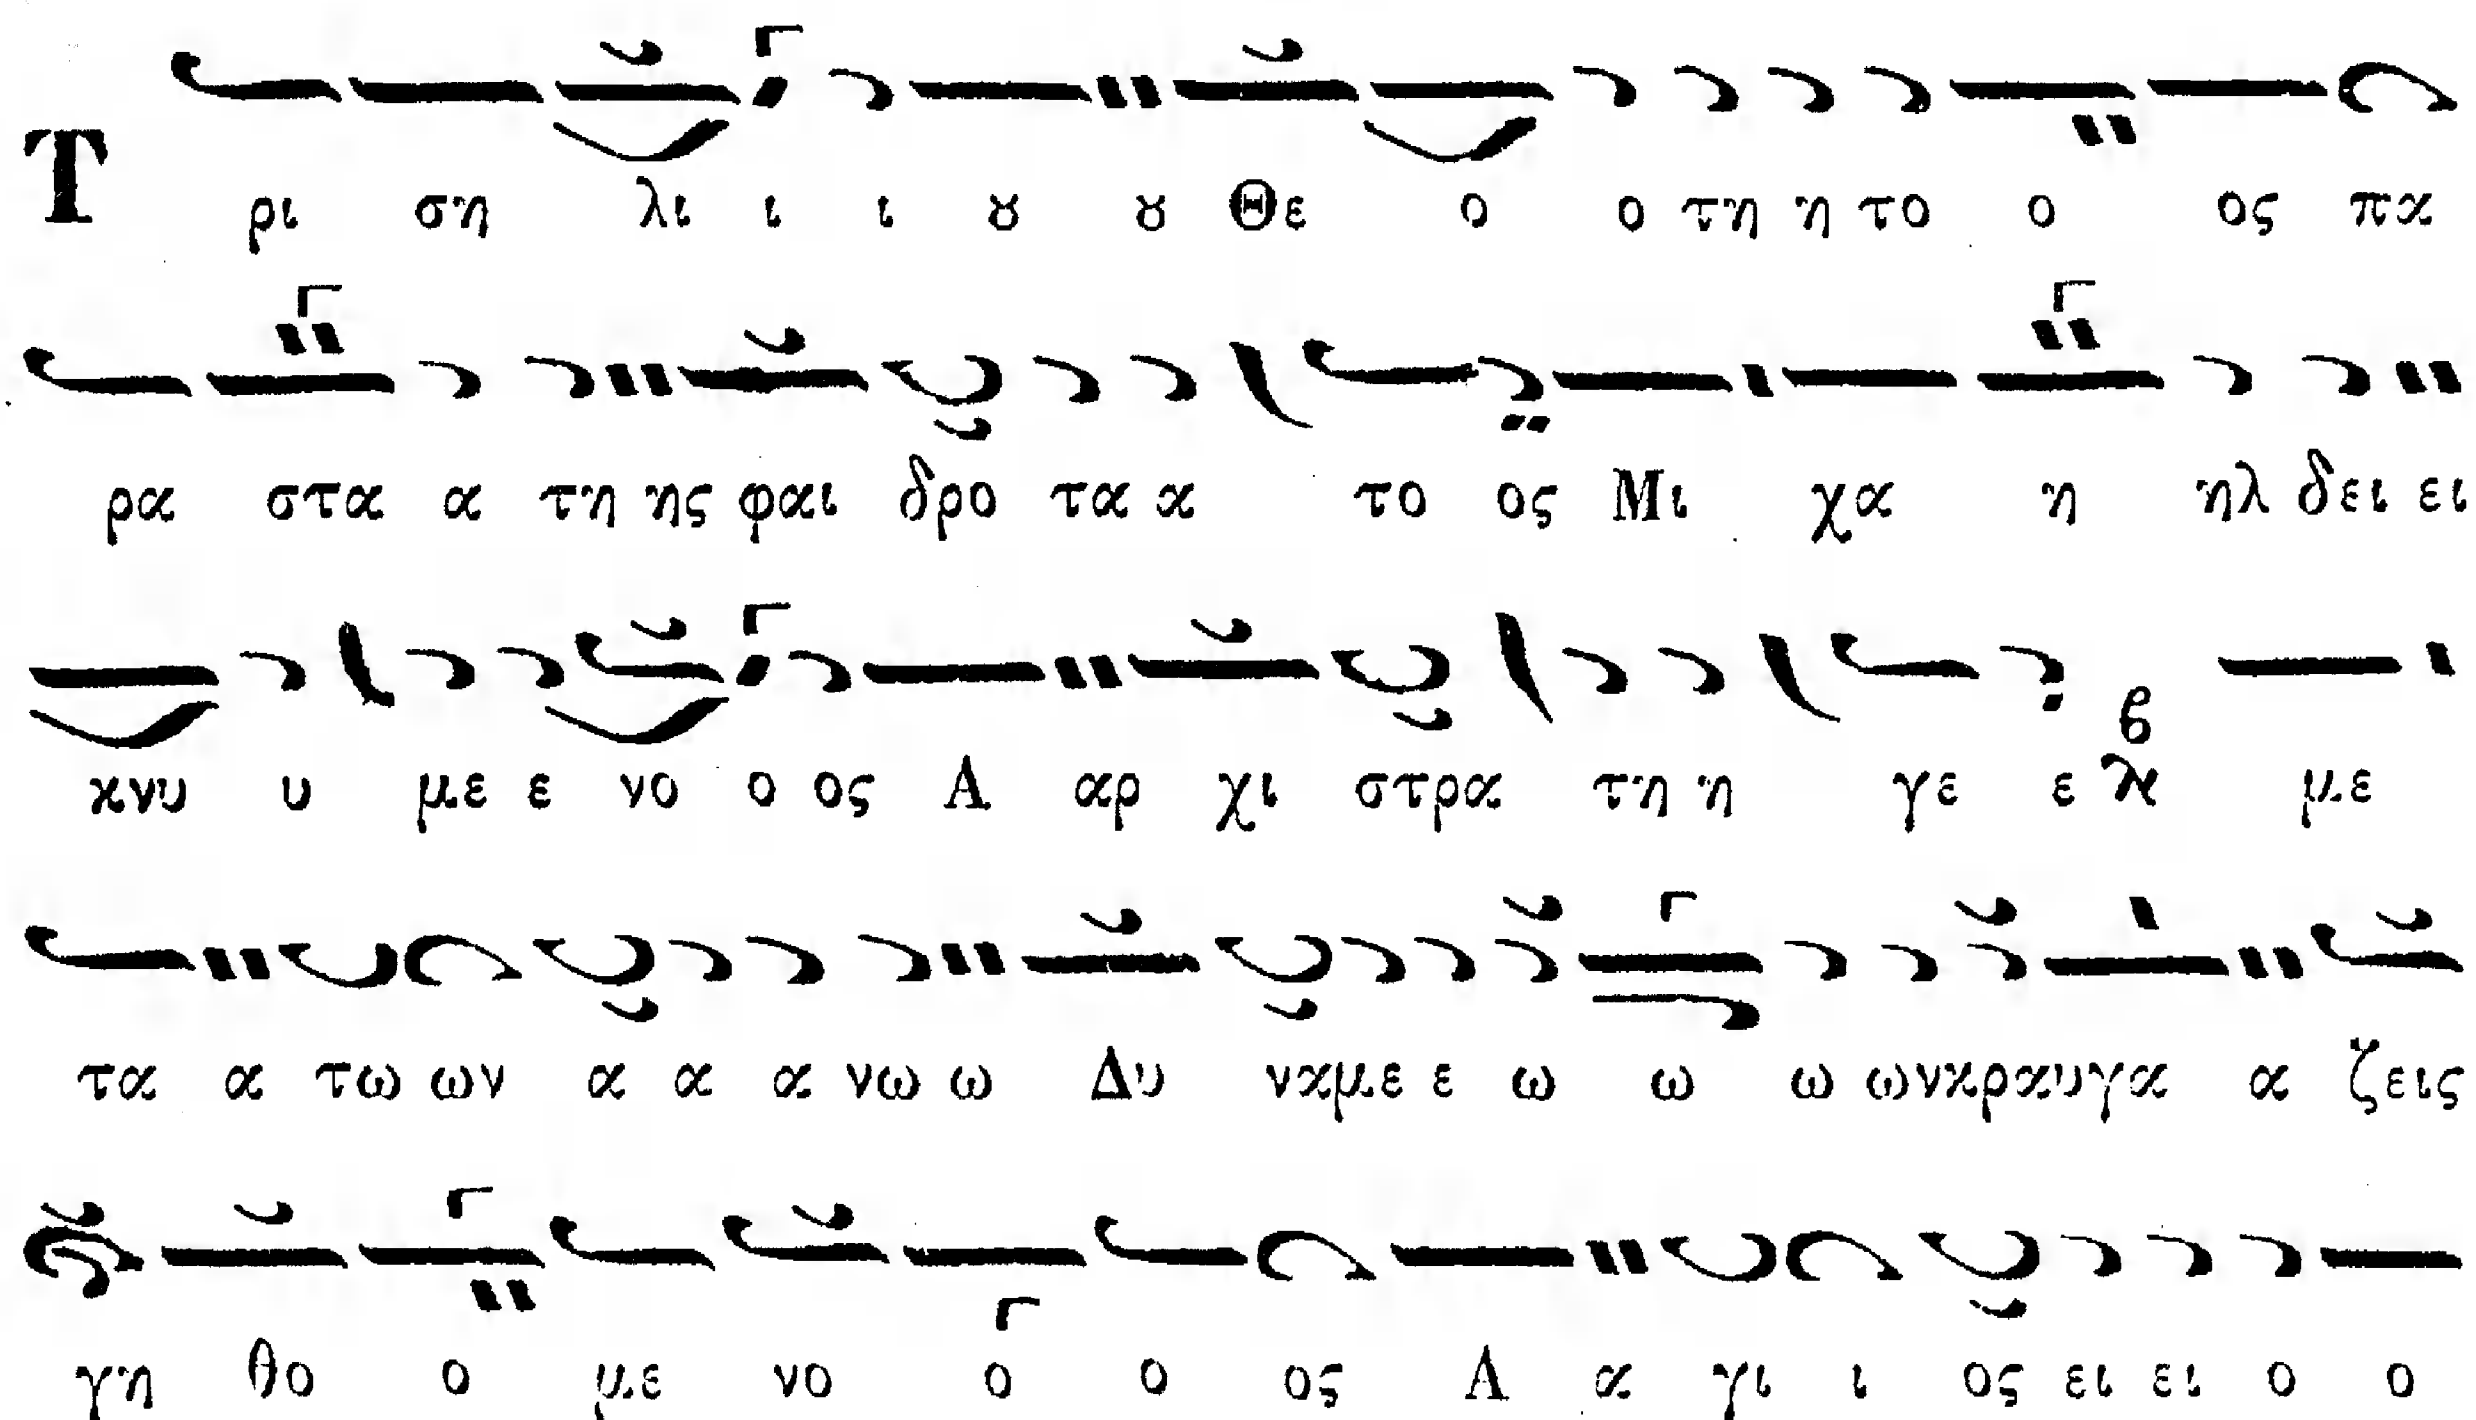 Τ ρι ση λι ι ι ȣ ȣ Θε ο ο τη η το ο ος πα
ρα στα α τη ης φαι δρο τα α το ος Μι χα η ηλ δει ει
κνυ υ με ε νο ο ος Α αρ χι στρα τη η γε ε ϗ με
τα α τω ων α α α νω ω Δυ ναμε ε ω ω ω ωνκραυγα α ζεις
γη θο ο με νο ο ο ος Α α γι ι ος ει ει ο ο